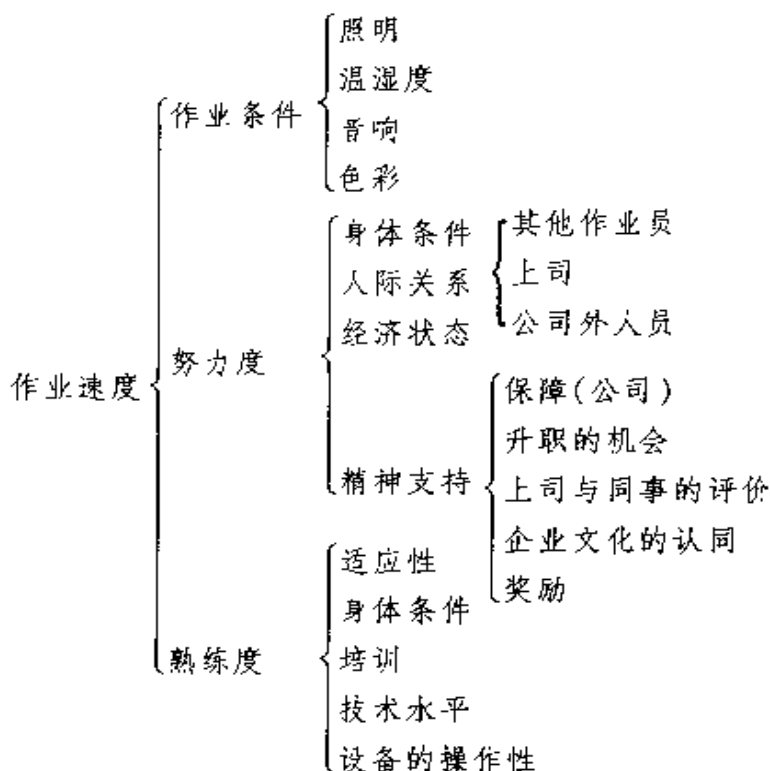 作业速度
作业条件
照明
温湿度
音响
色彩
努力度
身体条件
人际关系
其他作业员
上司
公司外人员
经济状态
精神支持
保障(公司)
升职的机会
上司与同事的评价
企业文化的认同
奖励
熟练度
适应性
身体条件
培训
技术水平
设备的操作性